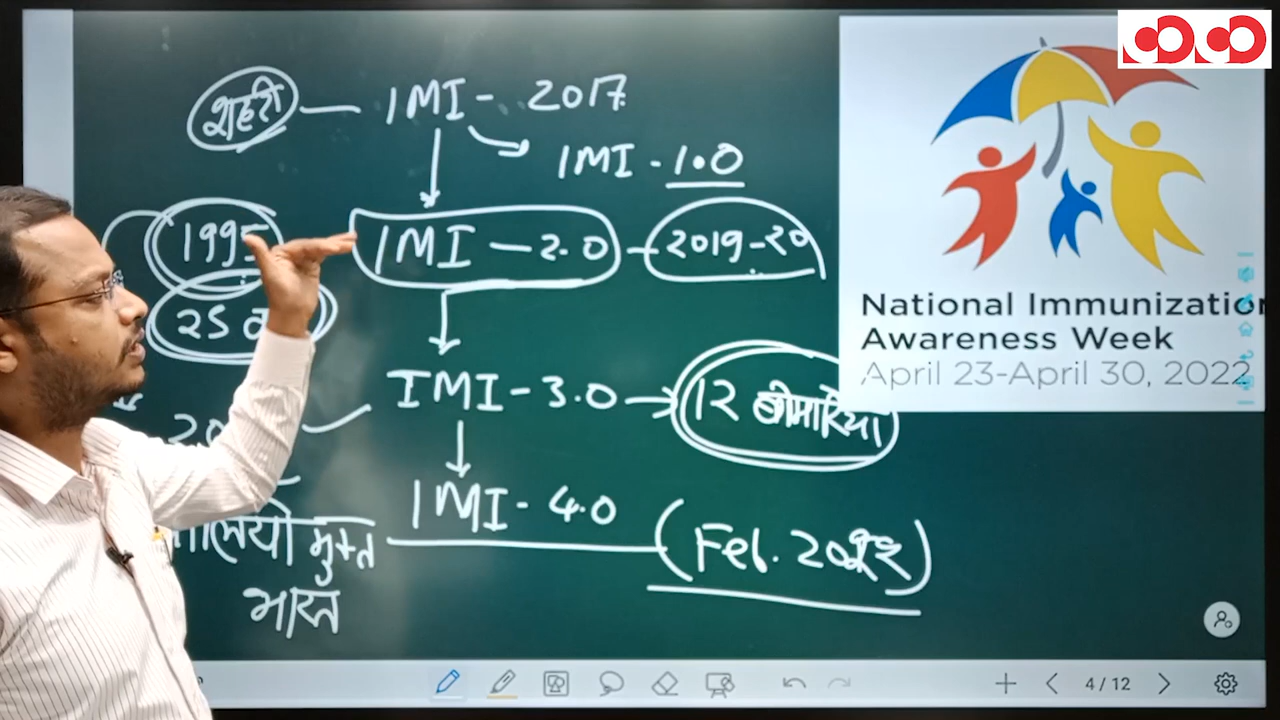 शहरी — IMI - 2017
IMI - 1.0
1995 IMI — 2.0 — 2019-20
IMI - 3.0 → 12 बीमारियों
IMI - 4.0
(Feb. 2022)
मुक्त
भारत
National Immunization
Awareness Week
April 23-April 30, 2022
4/12